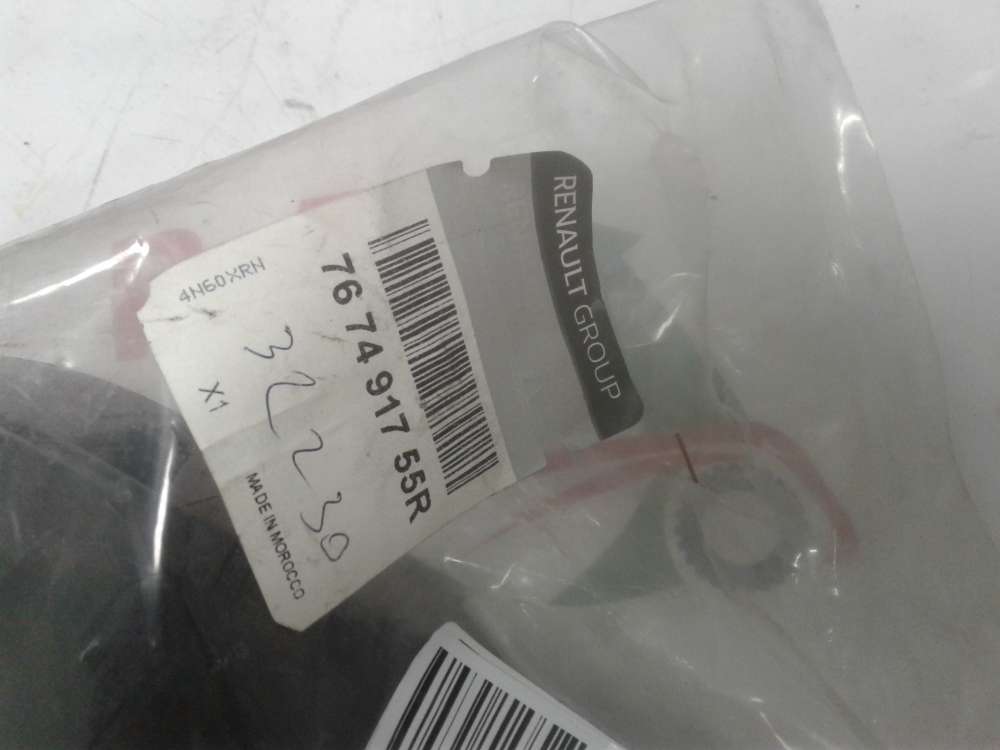 RENAULT GROUP
76 74 917 55R
4N60XRN
32230
X1
MADE IN MOROCCO